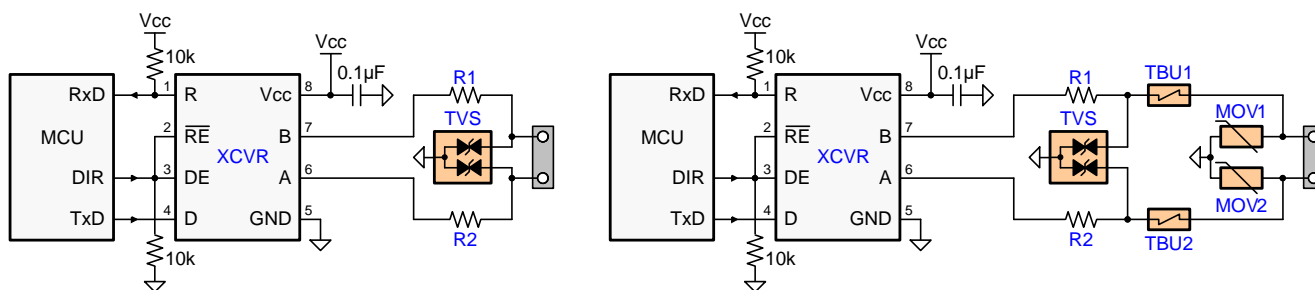 Vcc
10k
Vcc
0.1µF
RxD
1
R
Vcc
8
R1
MCU
2
RE
B
7
TVS
XCVR
DIR
3
DE
A
6
TxD
4
D
GND
5
R2
10k
Vcc
10k
Vcc
0.1µF
RxD
1
R
Vcc
8
R1
TBU1
MCU
2
RE
B
7
TVS
MOV1
XCVR
DIR
3
DE
A
6
MOV2
TxD
4
D
GND
5
R2
TBU2
10k